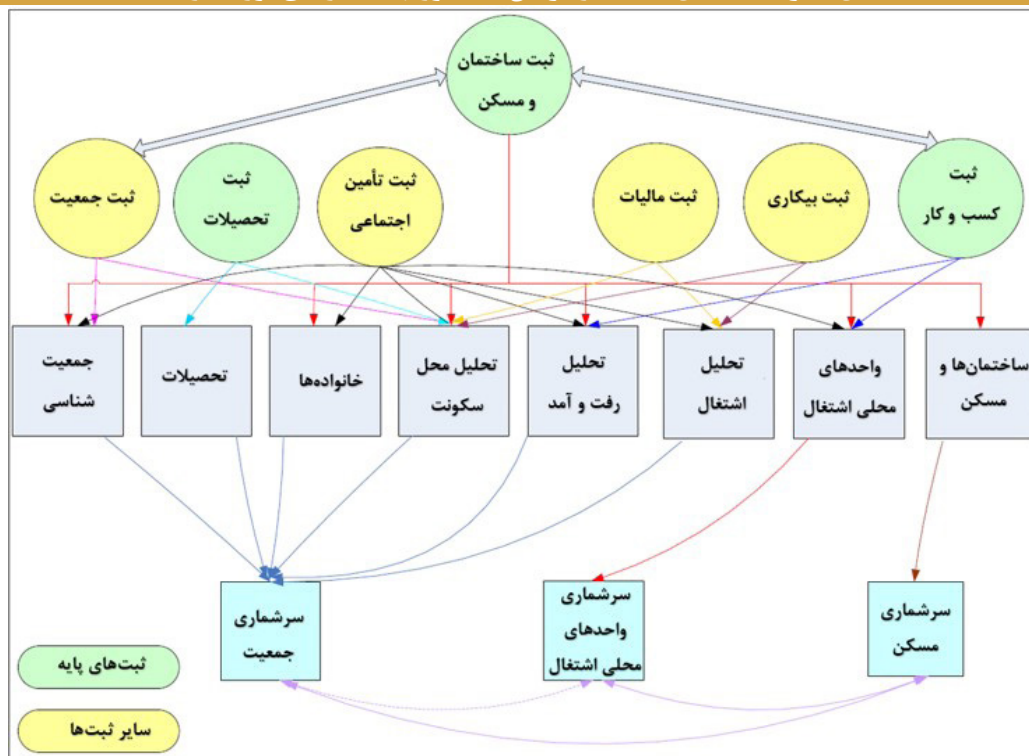 ثبت ساختمان
و مسکن
ثبت
کسب و کار
ثبت بیکاری
ثبت مالیات
ثبت تأمین
اجتماعی
ثبت
تحصیلات
ثبت جمعیت
ساختمان‌ها و
مسکن
واحدهای
محلی اشتغال
تحلیل
اشتغال
تحلیل
رفت و آمد
تحلیل محل
سکونت
خانواده‌ها
تحصیلات
جمعیت
شناسی
سرشماری
مسکن
سرشماری
واحدهای
محلی اشتغال
سرشماری
جمعیت
ثبت‌های پایه
سایر ثبت‌ها